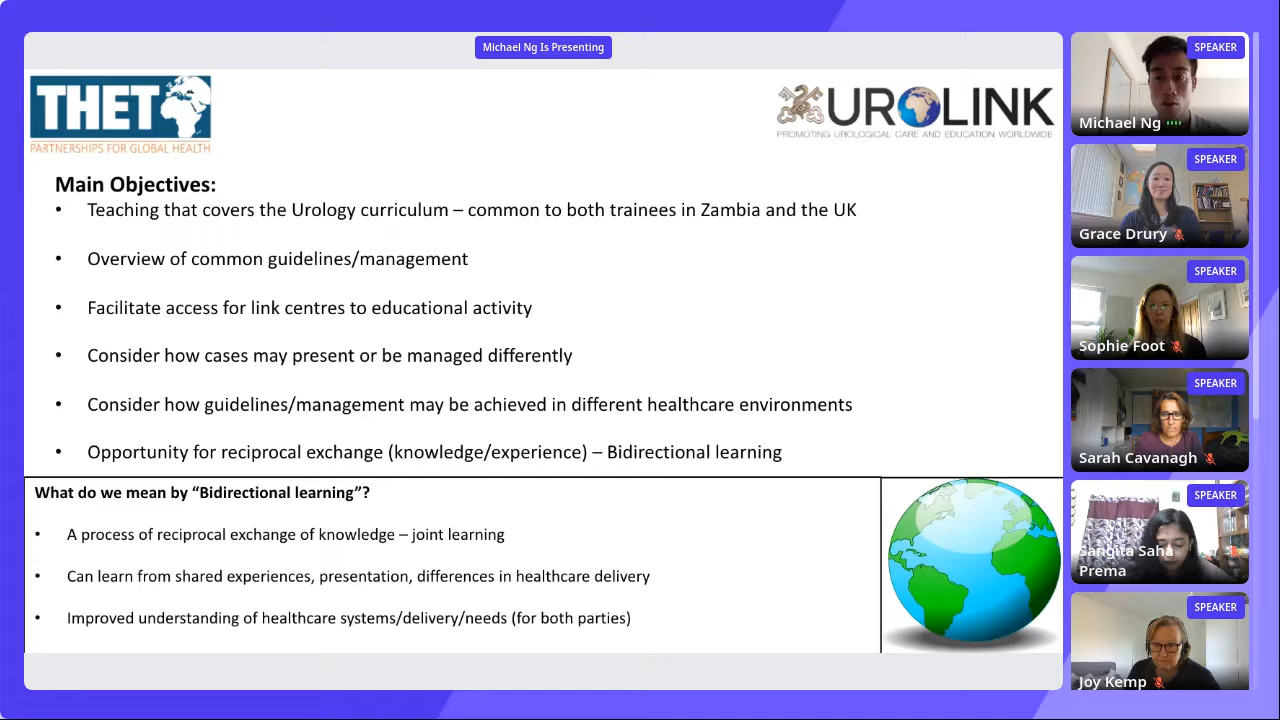 Michael Ng Is Presenting
THET
PARTNERSHIPS FOR GLOBAL HEALTH
UROLINK
PROMOTING UROLOGICAL CARE AND EDUCATION WORLDWIDE
Main Objectives:
• Teaching that covers the Urology curriculum – common to both trainees in Zambia and the UK
• Overview of common guidelines/management
• Facilitate access for link centres to educational activity
• Consider how cases may present or be managed differently
• Consider how guidelines/management may be achieved in different healthcare environments
• Opportunity for reciprocal exchange (knowledge/experience) – Bidirectional learning
What do we mean by “Bidirectional learning”?
• A process of reciprocal exchange of knowledge – joint learning
• Can learn from shared experiences, presentation, differences in healthcare delivery
• Improved understanding of healthcare systems/delivery/needs (for both parties)
SPEAKER
Michael Ng
SPEAKER
Grace Drury
SPEAKER
Sophie Foot
SPEAKER
Sarah Cavanagh
SPEAKER
Sangita Saha
Prema
SPEAKER
Joy Kemp